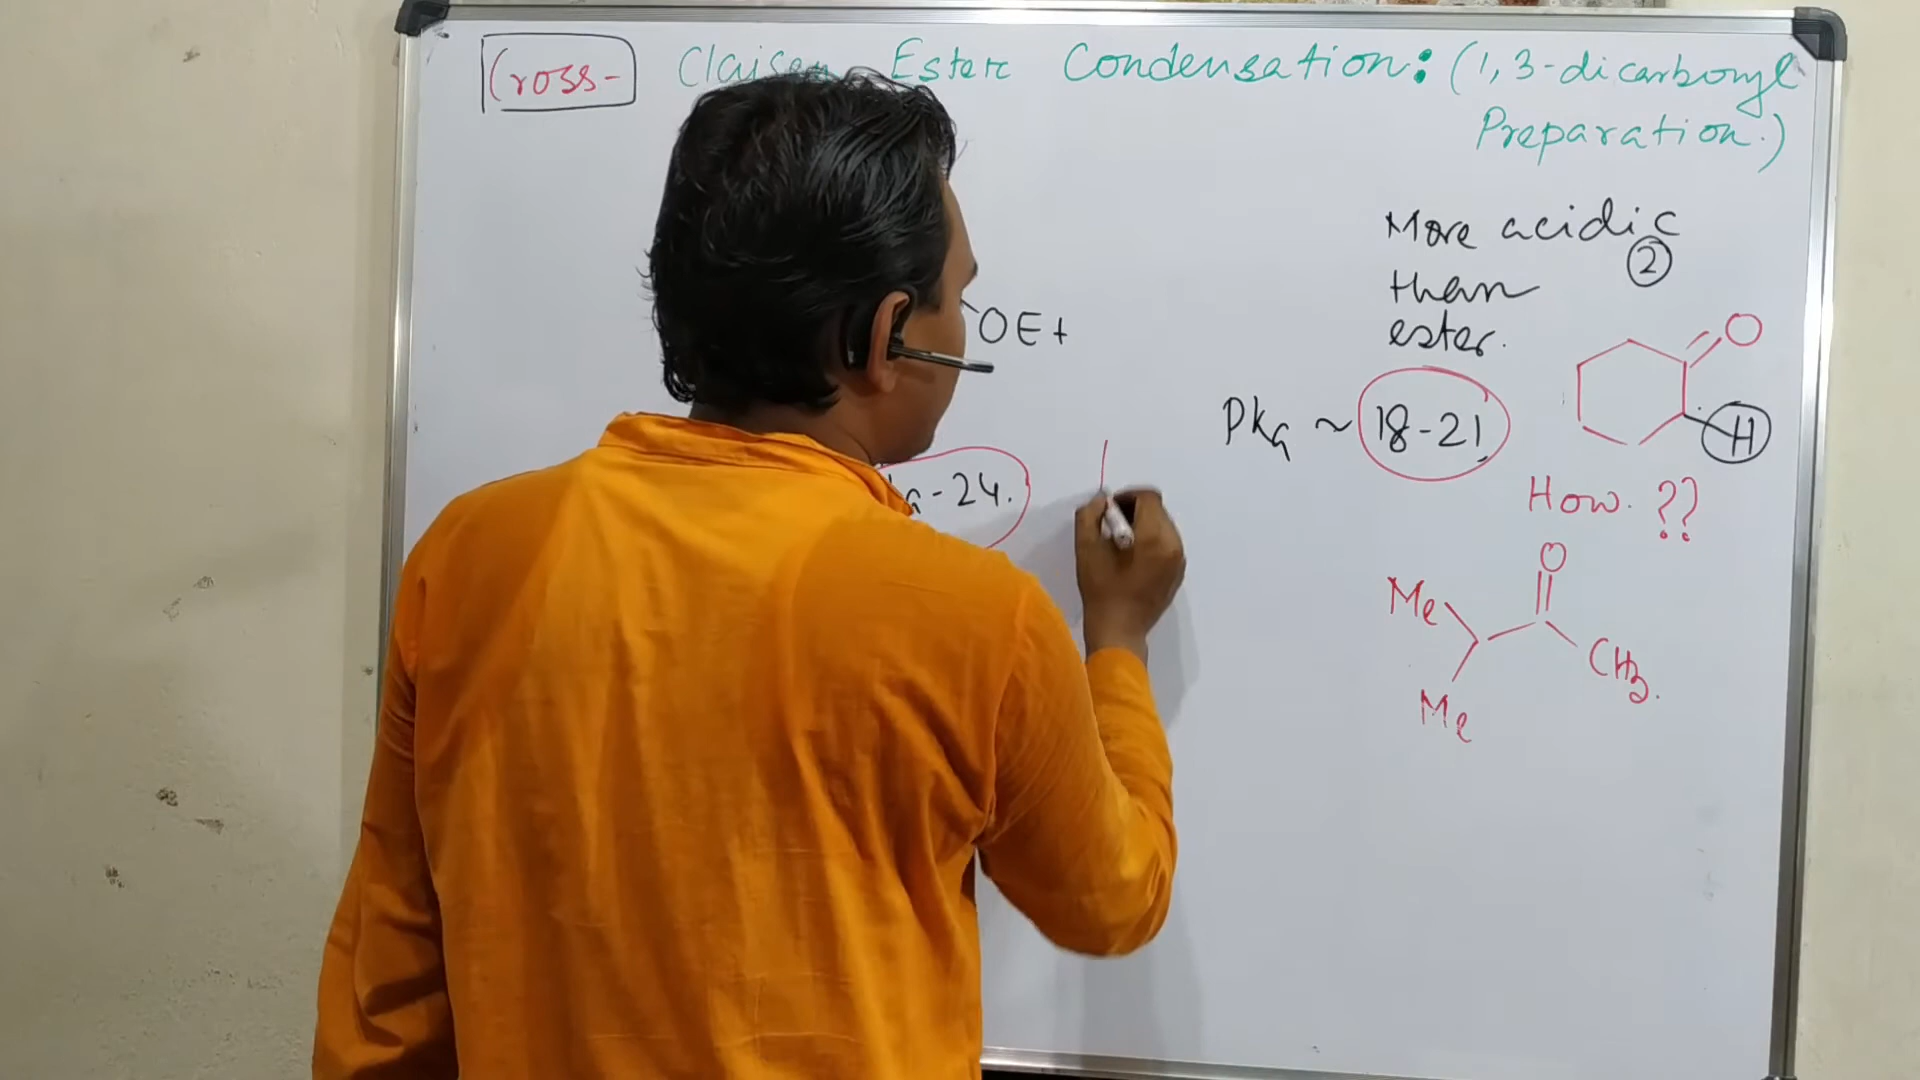 Cross- Claisen Ester Condensation: (1,3-dicarbonyl
Preparation.)
More acidic
②
than
ester.
O
OEt
Pka ~ 18-21
H
a - 24.
How. ??
O
Me
CH3.
Me